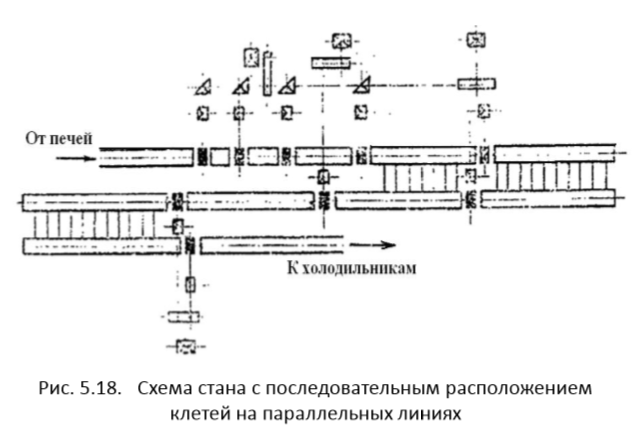 От печей
К холодильникам
Рис. 5.18. Схема стана с последовательным расположением
клетей на параллельных линиях